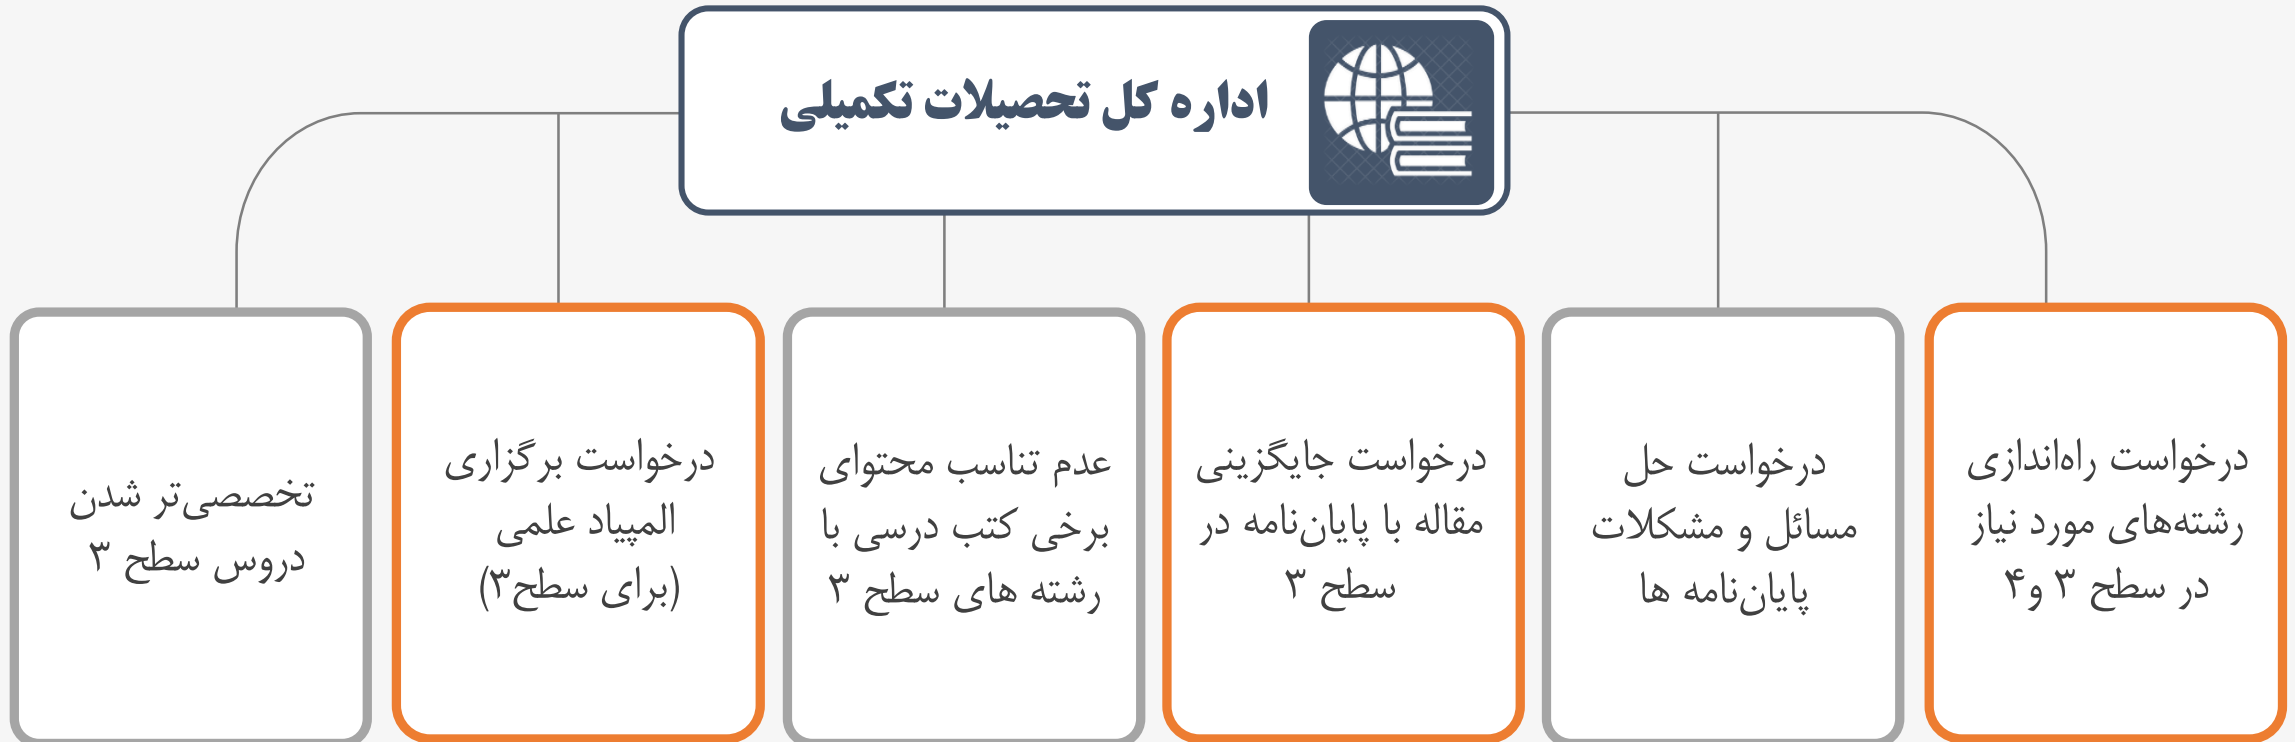 اداره کل تحصیلات تکمیلی
درخواست راه‌اندازی
رشته‌های مورد نیاز
در سطح ۳ و۴
درخواست حل
مسائل و مشکلات
پایان‌نامه ها
درخواست جایگزینی
مقاله با پایان‌نامه در
سطح ۳
عدم تناسب محتوای
برخی کتب درسی با
رشته های سطح ۳
درخواست برگزاری
المپیاد علمی
(برای سطح۳)
تخصصی‌تر شدن
دروس سطح ۳